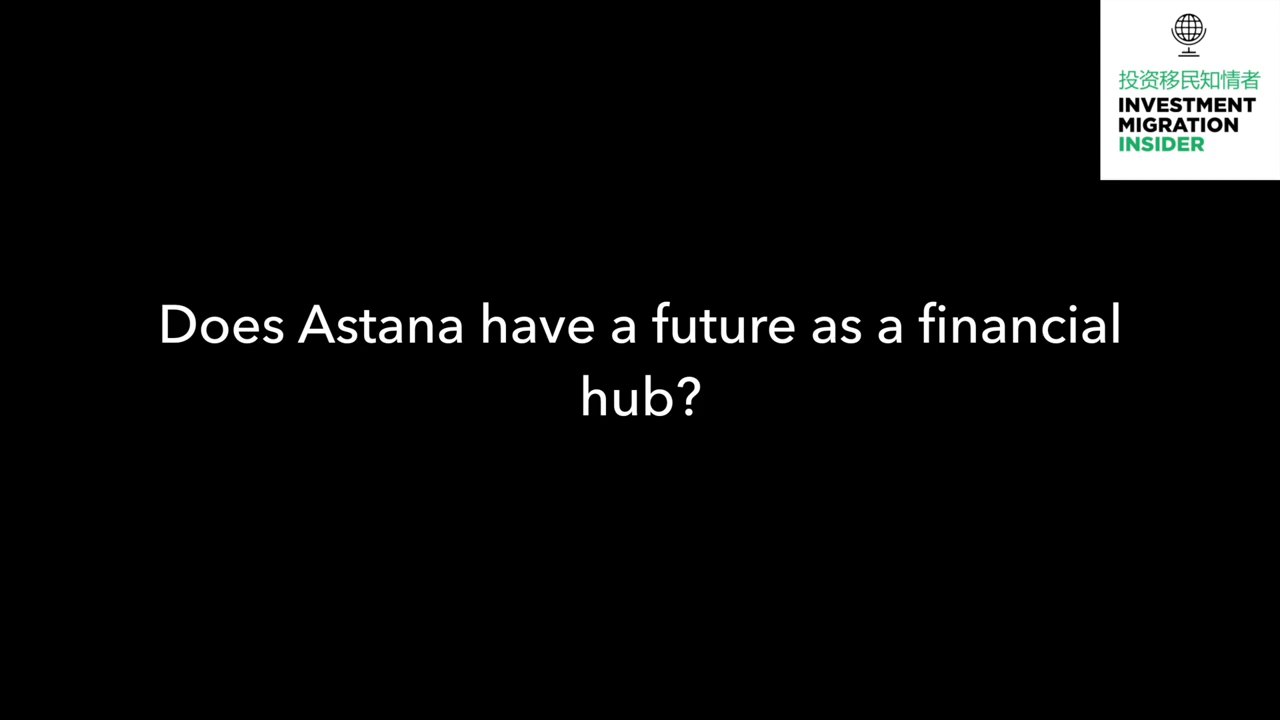 投资移民知情者
INVESTMENT
MIGRATION
INSIDER
Does Astana have a future as a financial
hub?